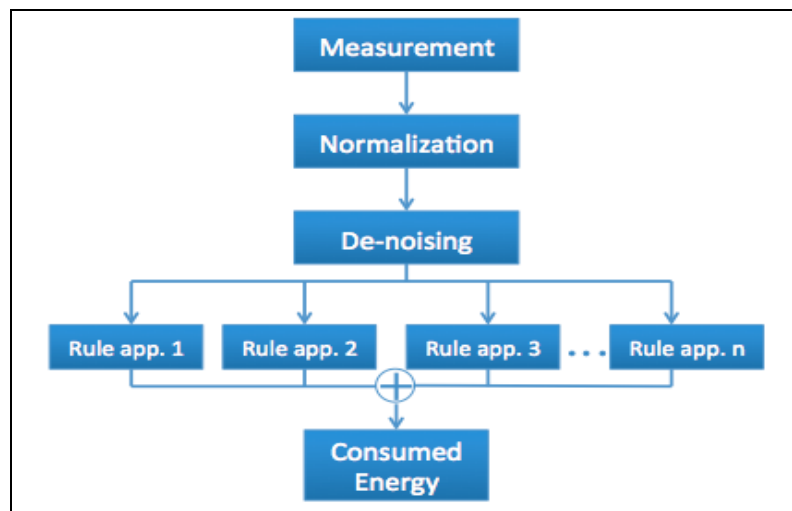 Measurement
Normalization
De-noising
Rule app. 1
Rule app. 2
Rule app. 3
...
Rule app. n
Consumed
Energy